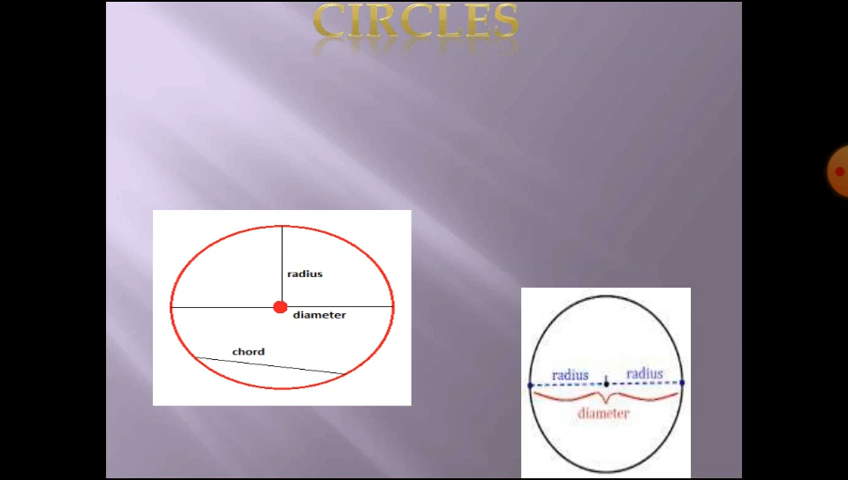 CIRCLES
radius
diameter
chord
radius radius
diameter